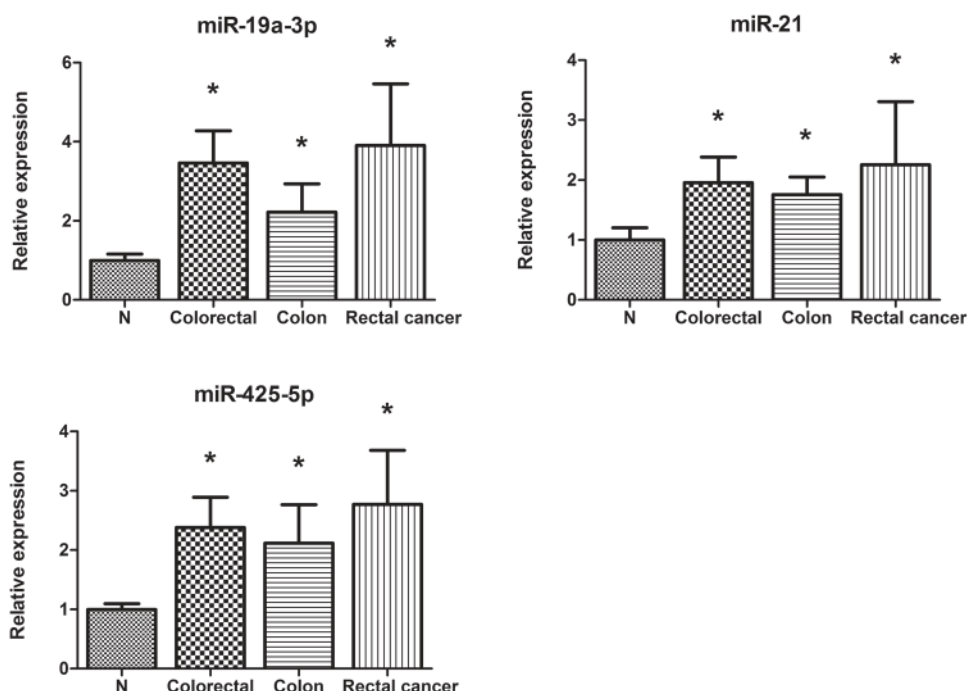 miR-19a-3p
Relative expression
6
4
2
0
*
*
*
N Colorectal Colon Rectal cancer
miR-21
Relative expression
4
3
2
1
0
*
*
*
N Colorectal Colon Rectal cancer
miR-425-5p
Relative expression
4
3
2
1
0
*
*
*
N Colorectal Colon Rectal cancer